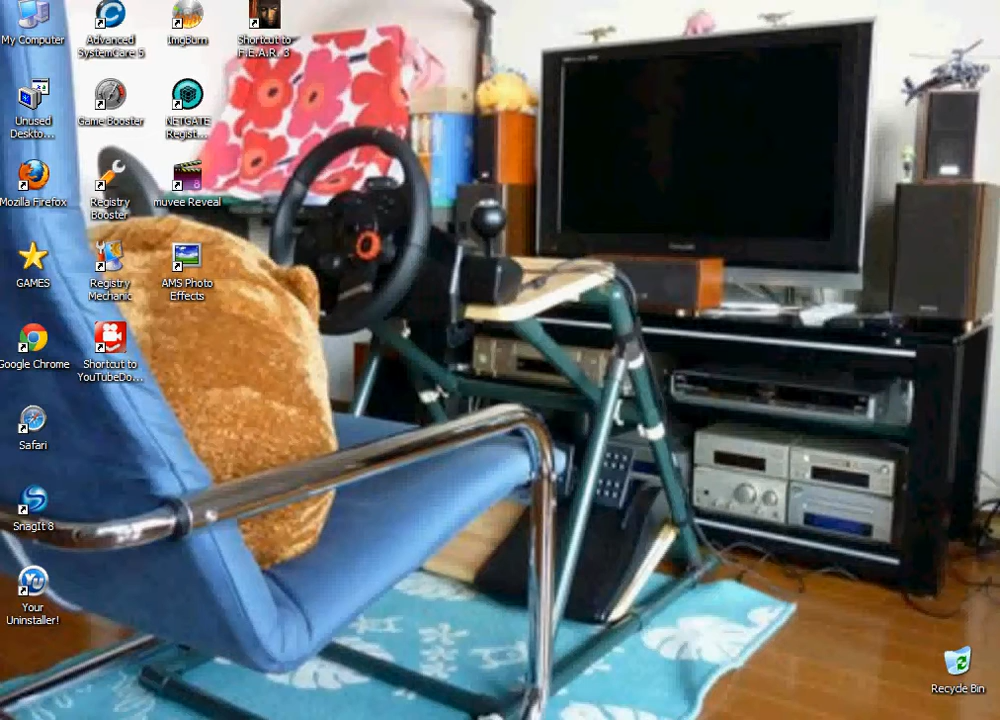 My Computer
Advanced
SystemCare 5
ImgBurn
Shortcut to
F.E.A.R. 3
Unused
Deskto...
Game Booster
NETGATE
Regist...
Mozilla Firefox
Registry
Booster
muvee Reveal
GAMES
Registry
Mechanic
AMS Photo
Effects
Google Chrome
Shortcut to
YouTubeDo...
Safari
SnagIt 8
Your
Uninstaller!
Recycle Bin